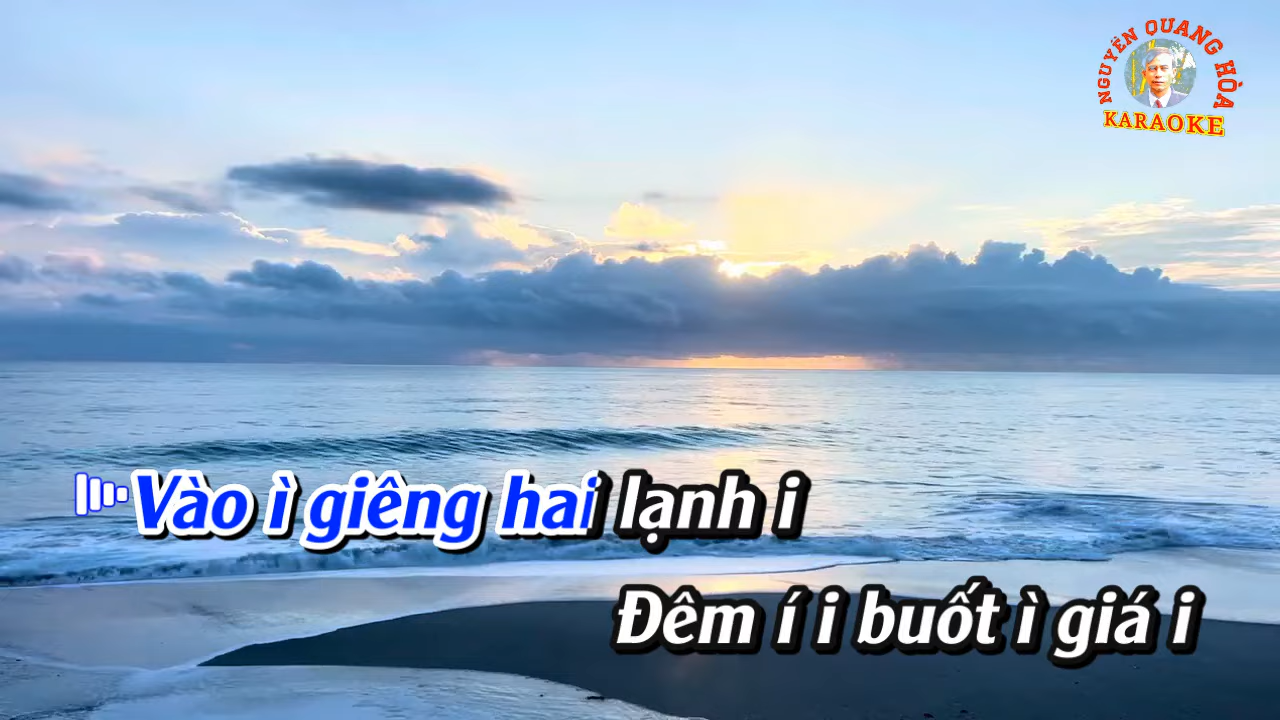 NGUYỄN QUANG HÒA
KARAOKE
Vào ì giêng hai lạnh i
Đêm í i buốt ì giá i